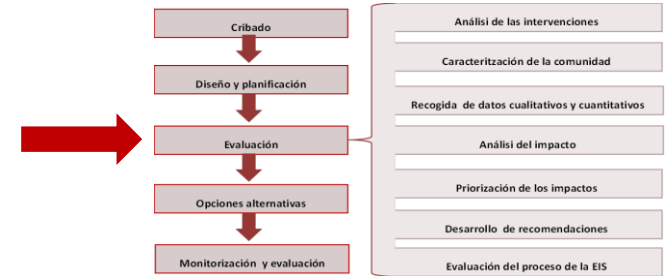 Cribado
Diseño y planificación
Evaluación
Opciones alternativas
Monitorización y evaluación
Análisi de las intervenciones
Caracteritzación de la comunidad
Recogida de datos cualitativos y cuantitativos
Análisi del impacto
Priorización de los impactos
Desarrollo de recomendaciones
Evaluación del proceso de la EIS